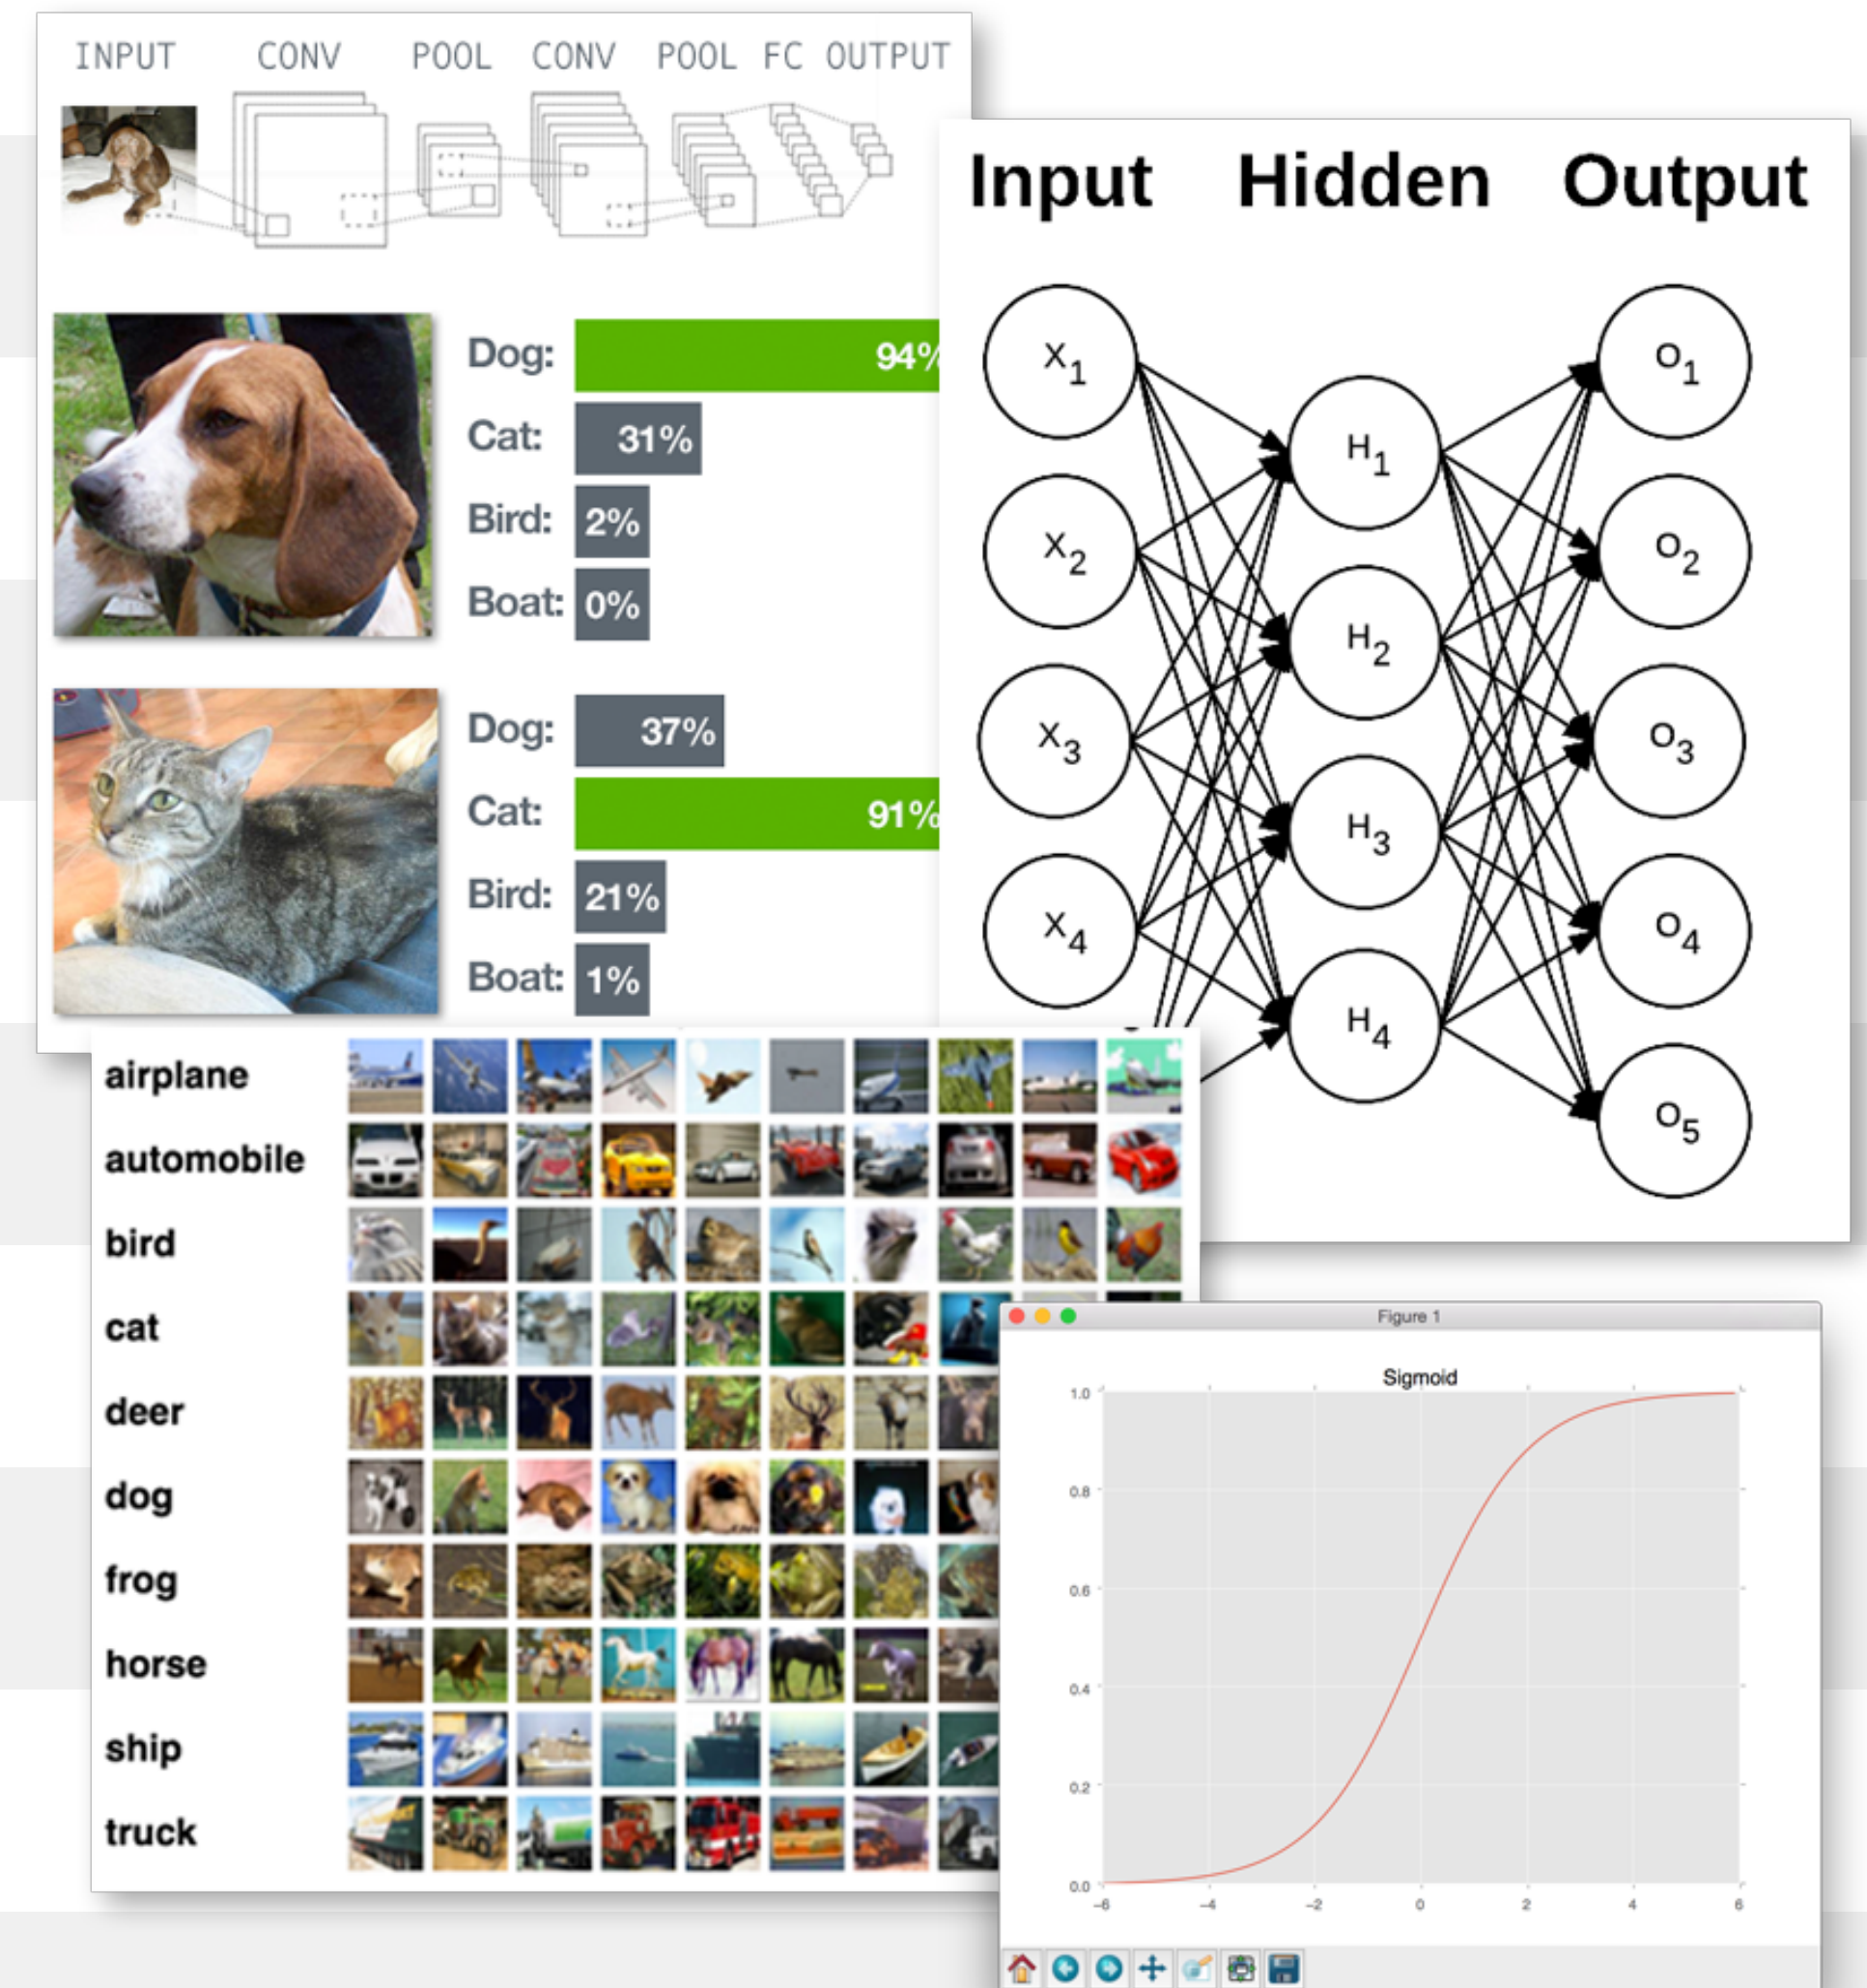 INPUT CONV POOL CONV POOL FC OUTPUT
Dog: 94%
Cat: 31%
Bird: 2%
Boat: 0%
Dog: 37%
Cat: 91%
Bird: 21%
Boat: 1%
Input Hidden Output
X1
X2
X3
X4
H1
H2
H3
H4
O1
O2
O3
O4
O5
airplane
automobile
bird
cat
deer
dog
frog
horse
ship
truck
Figure 1
Sigmoid
1.0
0.8
0.6
0.4
0.2
0.0
−6 −4 −2 0 2 4 6